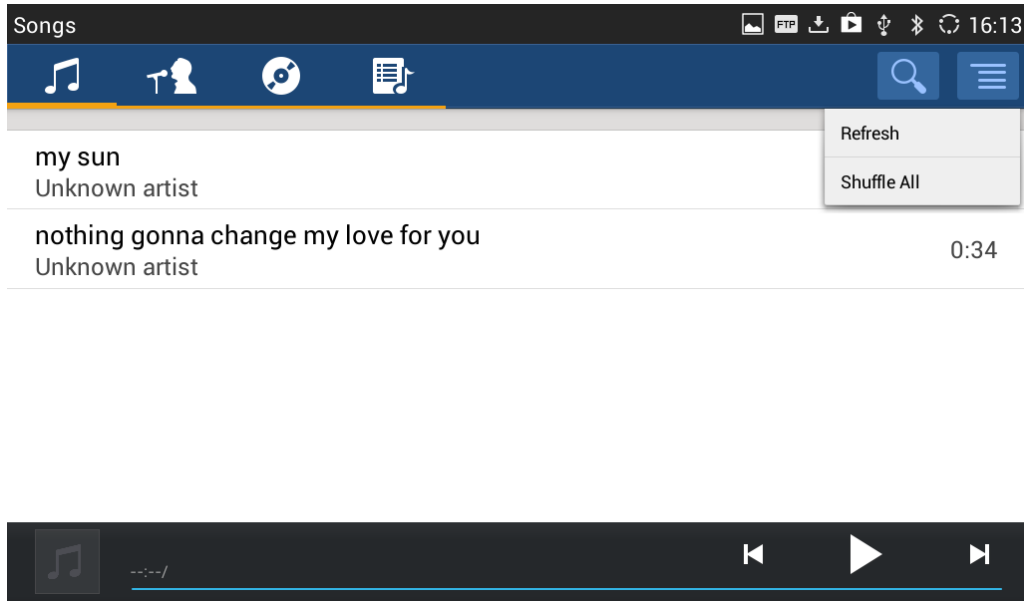 Songs
FTP
16:13
Refresh
Shuffle All
my sun
Unknown artist
nothing gonna change my love for you
Unknown artist
0:34
--:--/